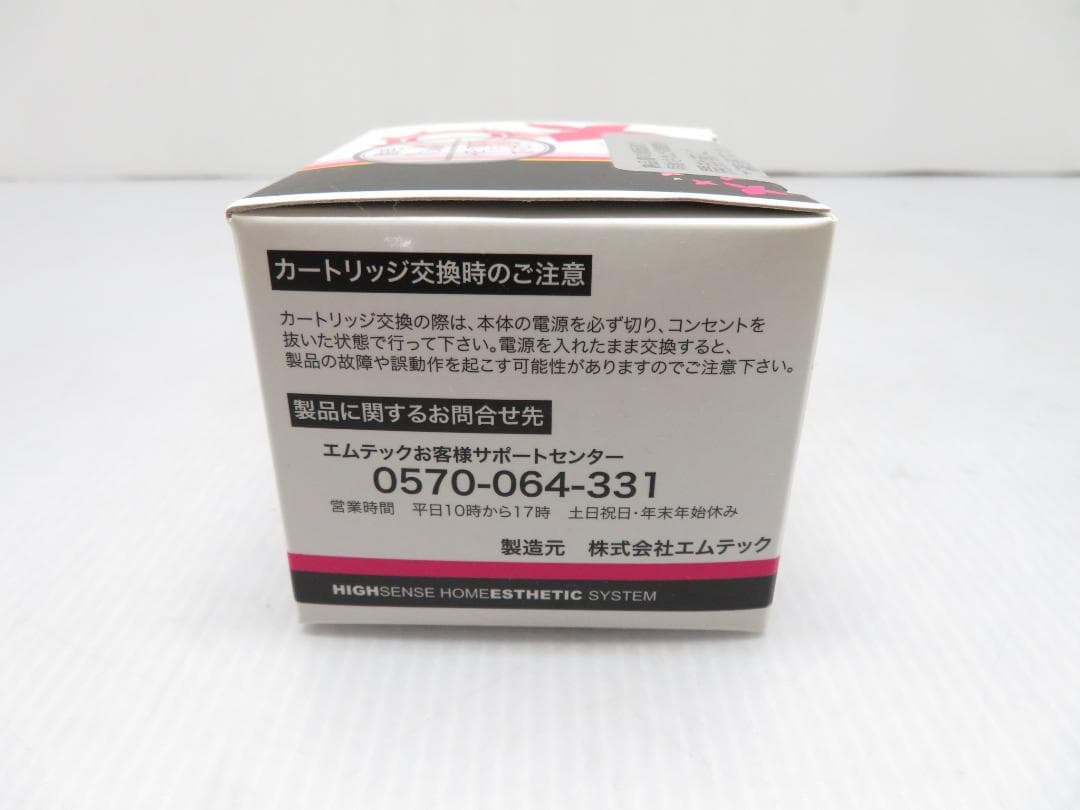 カートリッジ交換時のご注意
カートリッジ交換の際は、本体の電源を必ず切り、コンセントを
抜いた状態で行って下さい。電源を入れたまま交換すると、
製品の故障や誤動作を起こす可能性がありますのでご注意下さい。
製品に関するお問合せ先
エムテックお客様サポートセンター
0570-064-331
営業時間 平日10時から17時 土日祝日・年末年始休み
製造元 株式会社エムテック
HIGHSENSE HOMEESTHETIC SYSTEM